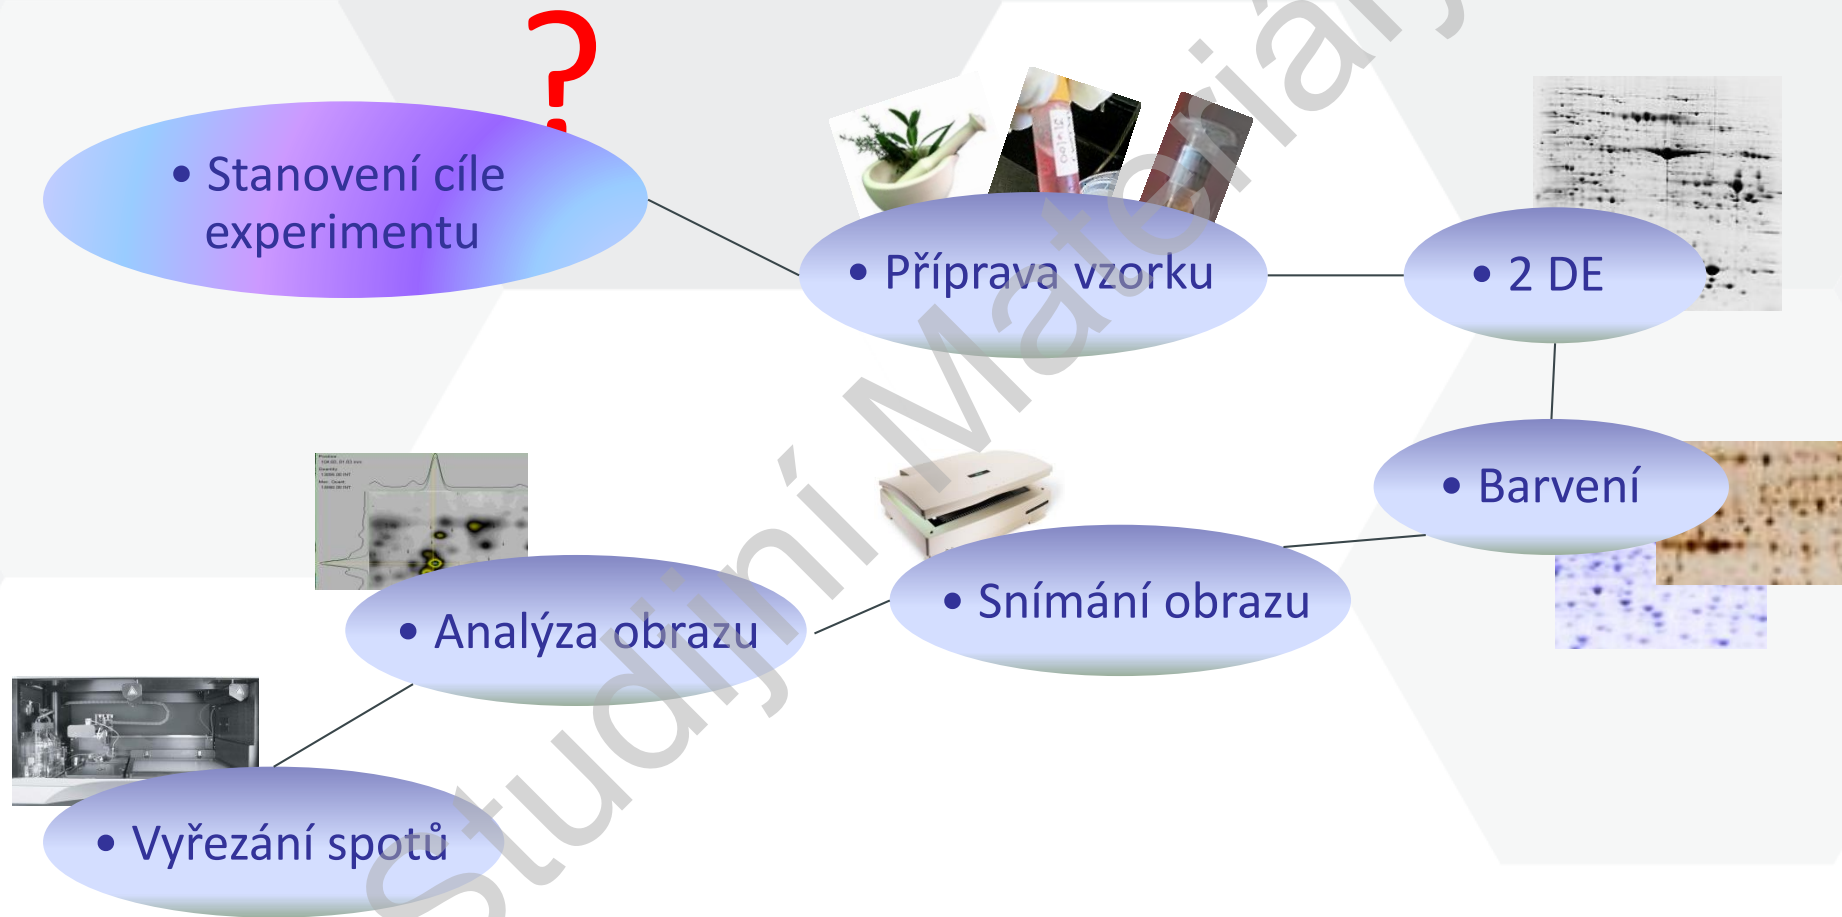 ?
• Stanovení cíle
experimentu
• Příprava vzorku
• 2 DE
• Barvení
• Snímání obrazu
• Analýza obrazu
• Vyřezání spotů
Studijní Materiály